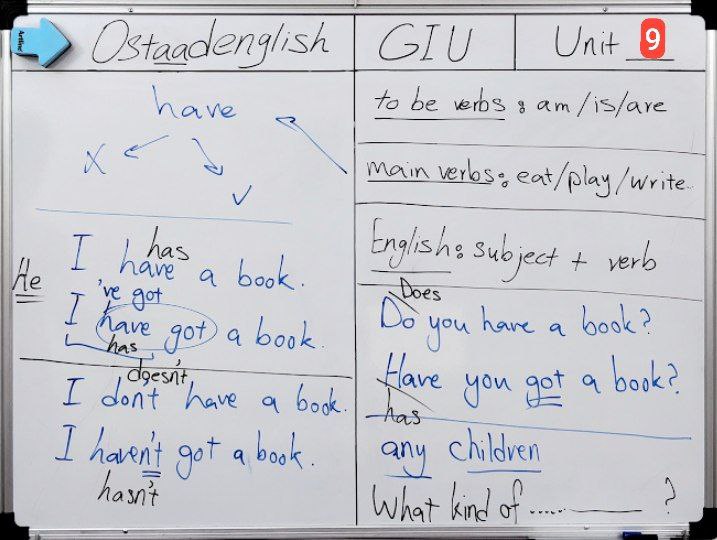 Ostaadenglish
GIU
Unit 9
have
X
✓
He
has
I have a book.
've got
I have got a book.
has
doesn't
I don't have a book.
I haven't got a book.
hasn't
to be verbs : am/is/are
main verbs : eat/play/write..
English : subject + verb
Does
Do you have a book?
Have you got a book?
has
any children
What kind of ..... ?